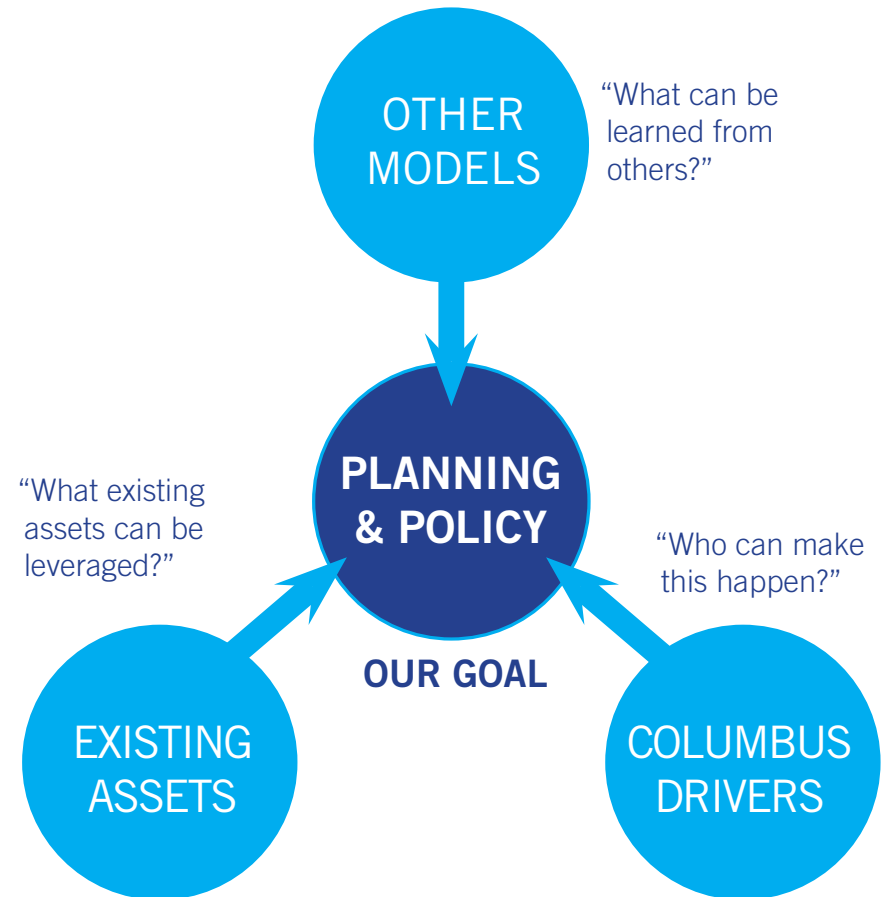 OTHER
MODELS
“What can be
learned from
others?”
PLANNING
& POLICY
OUR GOAL
“What existing
assets can be
leveraged?”
“Who can make
this happen?”
EXISTING
ASSETS
COLUMBUS
DRIVERS